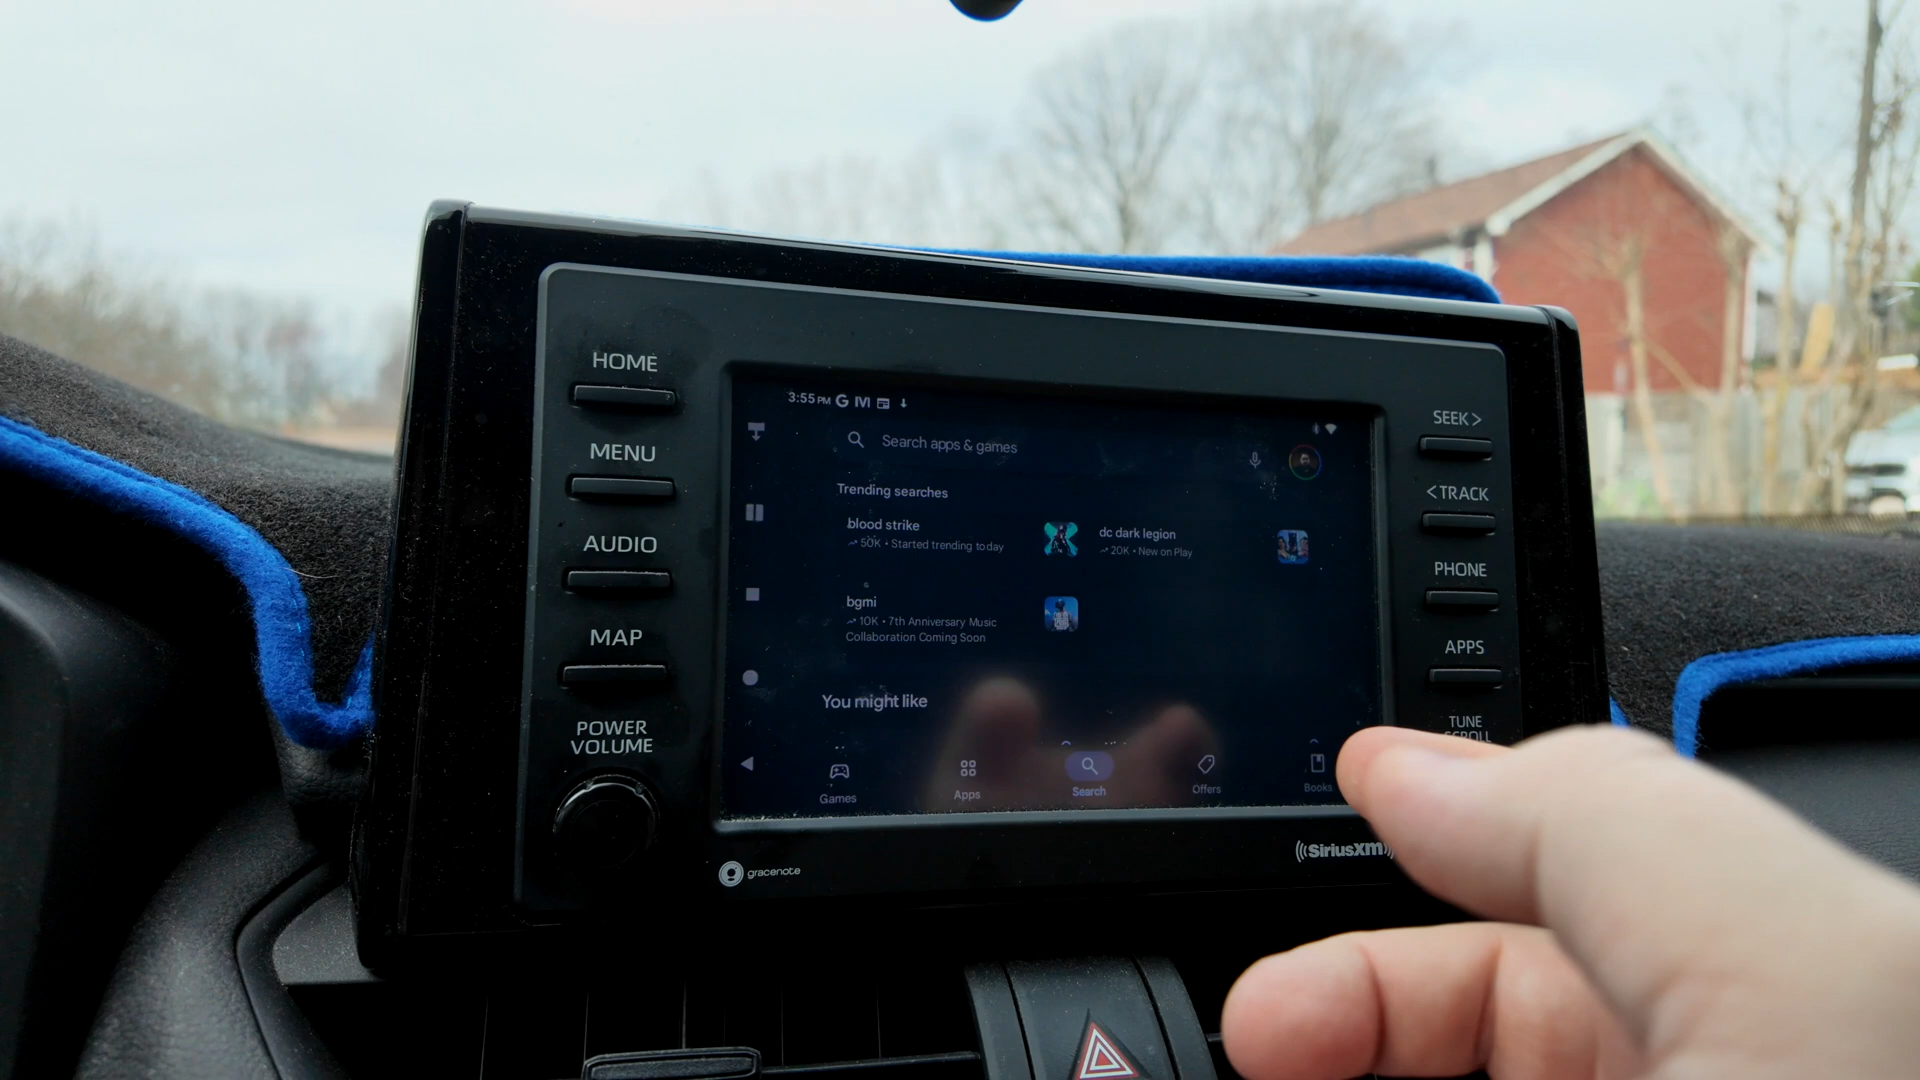 HOME
MENU
AUDIO
MAP
POWER
VOLUME
3:55 PM
Search apps & games
Trending searches
blood strike
50K • Started trending today
dc dark legion
20K • New on Play
bgmi
10K • 7th Anniversary Music
Collaboration Coming Soon
You might like
Games
Apps
Search
Offers
Books
SEEK >
< TRACK
PHONE
APPS
TUNE
SCROLL
gracenote
SiriusXM